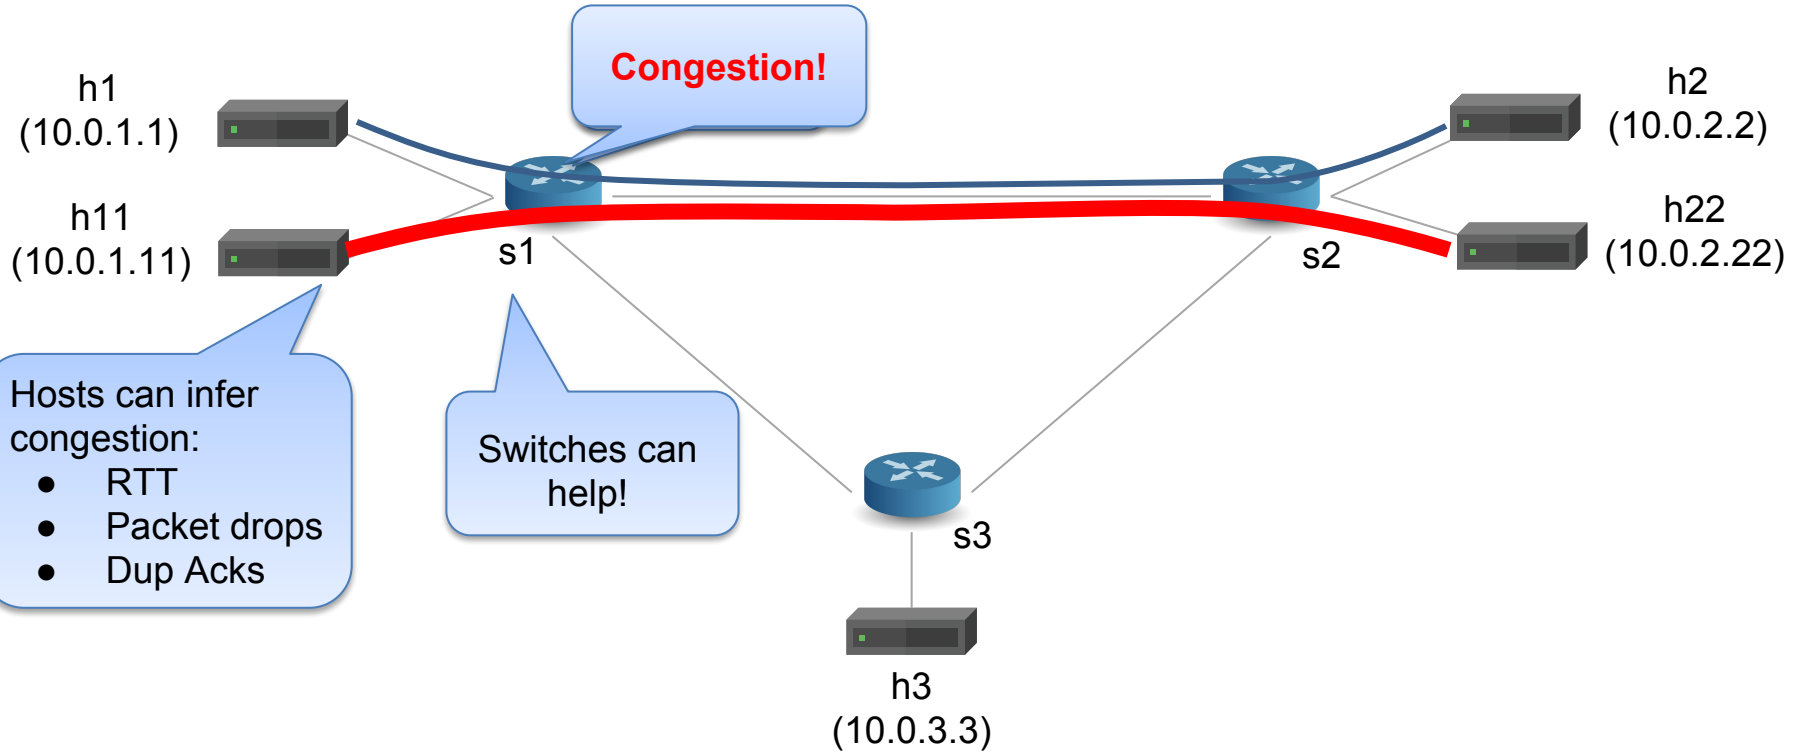 Congestion!
h1
(10.0.1.1)
h2
(10.0.2.2)
h11
(10.0.1.11)
h22
(10.0.2.22)
s1
s2
Hosts can infer
congestion:
● RTT
● Packet drops
● Dup Acks
Switches can
help!
s3
h3
(10.0.3.3)